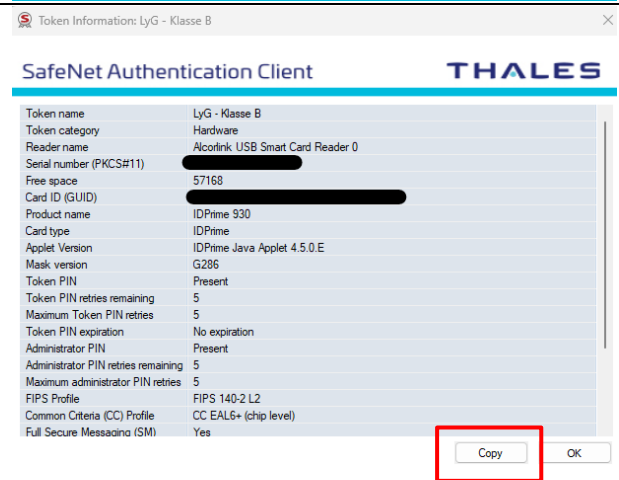 Token Information: LyG - Klasse B
SafeNet Authentication Client THALES
Token name LyG - Klasse B
Token category Hardware
Reader name Alcorlink USB Smart Card Reader 0
Serial number (PKCS#11)
Free space 57168
Card ID (GUID)
Product name IDPrime 930
Card type IDPrime
Applet Version IDPrime Java Applet 4.5.0.E
Mask version G286
Token PIN Present
Token PIN retries remaining 5
Maximum Token PIN retries 5
Token PIN expiration No expiration
Administrator PIN Present
Administrator PIN retries remaining 5
Maximum administrator PIN retries 5
FIPS Profile FIPS 140-2 L2
Common Criteria (CC) Profile CC EAL6+ (chip level)
Full Secure Messaging (SM) Yes
Copy OK